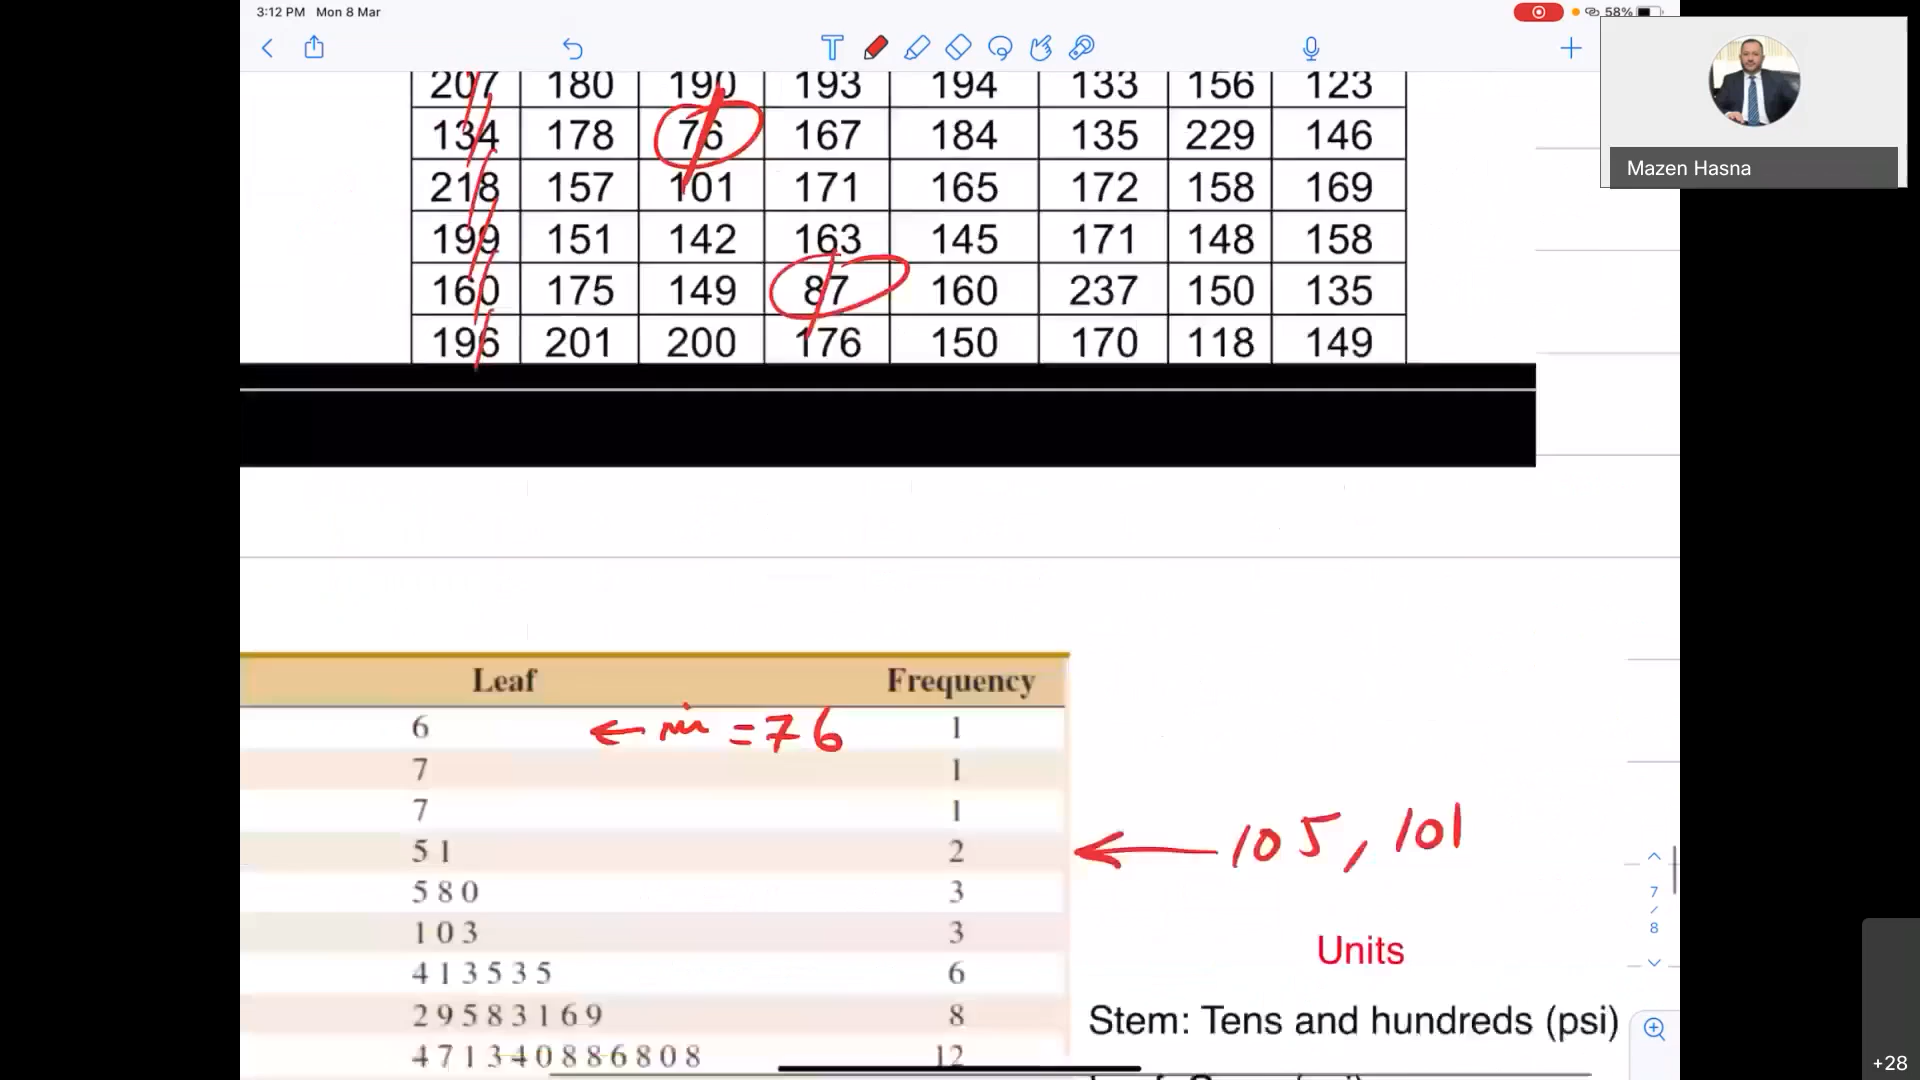 3:12 PM Mon 8 Mar
58%
Mazen Hasna
207 180 190 193 194 133 156 123
134 178 76 167 184 135 229 146
218 157 101 171 165 172 158 169
199 151 142 163 145 171 148 158
160 175 149 87 160 237 150 135
196 201 200 176 150 170 118 149
Leaf Frequency
6 ← min = 76 1
7 1
7 1
5 1 2 ← 105, 101
5 8 0 3
1 0 3 3
4 1 3 5 3 5 6
2 9 5 8 3 1 6 9 8
4 7 1 3 4 0 8 8 6 8 0 8 12
Units
Stem: Tens and hundreds (psi)
7
/
8
+28